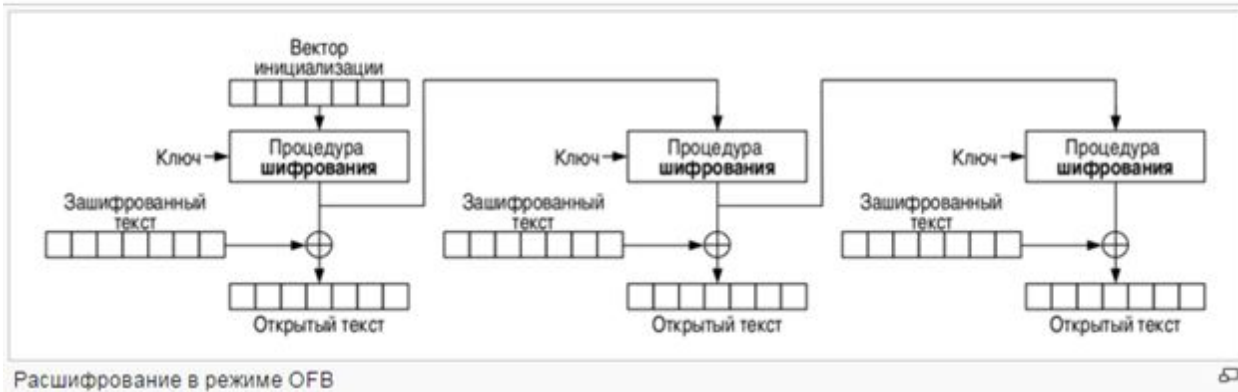 Вектор
инициализации
Ключ
Процедура
шифрования
Ключ
Процедура
шифрования
Ключ
Процедура
шифрования
Зашифрованный
текст
Зашифрованный
текст
Зашифрованный
текст
Открытый текст
Открытый текст
Открытый текст
Расшифрование в режиме OFB